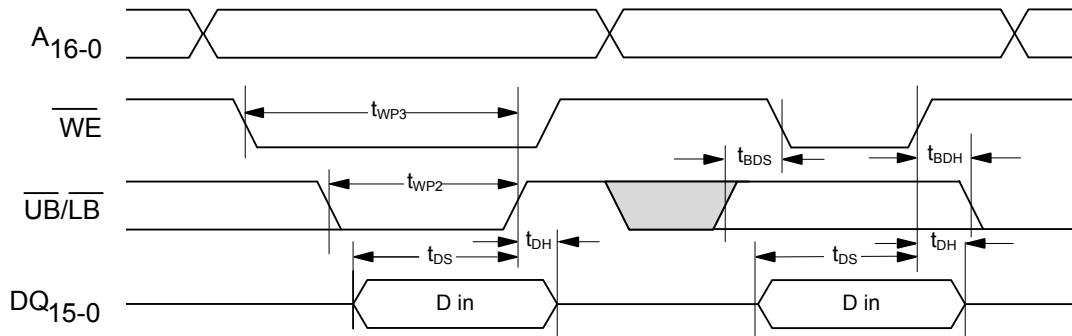 A16-0
WE
tWP3
tBDS
tBDH
UB/LB
tWP2
tDS
tDH
tDS
tDH
DQ15-0
D in
D in